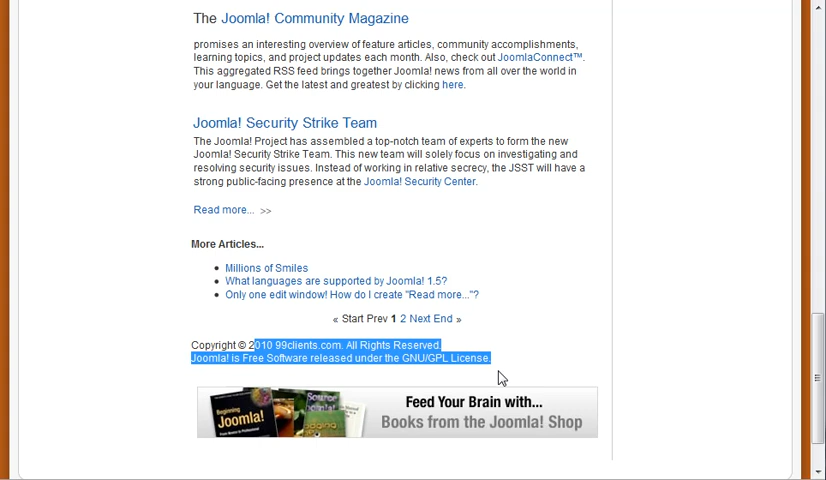 The Joomla! Community Magazine
promises an interesting overview of feature articles, community accomplishments,
learning topics, and project updates each month. Also, check out JoomlaConnect™.
This aggregated RSS feed brings together Joomla! news from all over the world in
your language. Get the latest and greatest by clicking here.
Joomla! Security Strike Team
The Joomla! Project has assembled a top-notch team of experts to form the new
Joomla! Security Strike Team. This new team will solely focus on investigating and
resolving security issues. Instead of working in relative secrecy, the JSST will have a
strong public-facing presence at the Joomla! Security Center.
Read more... >>
More Articles...
Millions of Smiles
What languages are supported by Joomla! 1.5?
Only one edit window! How do I create "Read more..."?
« Start Prev 1 2 Next End »
Copyright © 2010 99clients.com. All Rights Reserved.
Joomla! is Free Software released under the GNU/GPL License.
Beginning
Joomla!
Feed Your Brain with...
Books from the Joomla! Shop